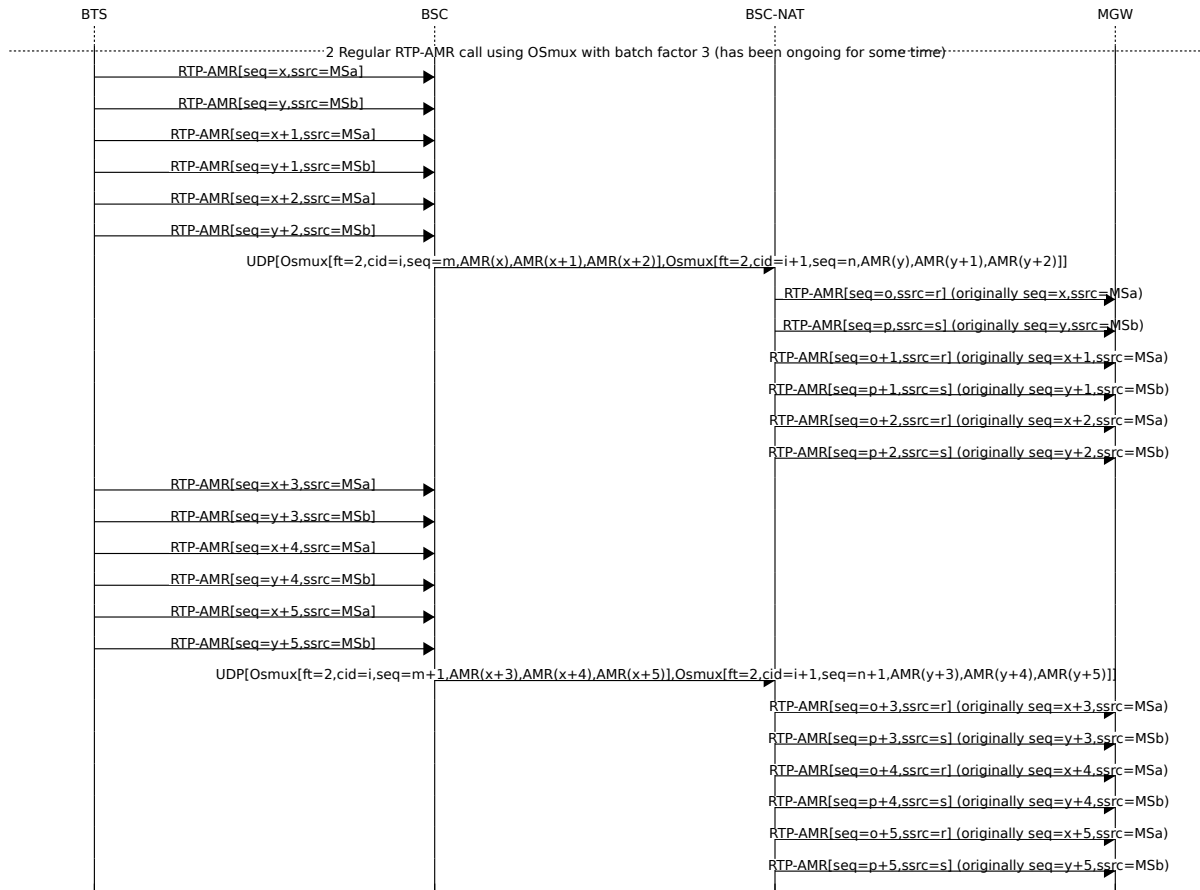 BTS BSC BSC-NAT MGW
2 Regular RTP-AMR call using OSmux with batch factor 3 (has been ongoing for some time)
RTP-AMR[seq=x,ssrc=MSa]
RTP-AMR[seq=y,ssrc=MSb]
RTP-AMR[seq=x+1,ssrc=MSa]
RTP-AMR[seq=y+1,ssrc=MSb]
RTP-AMR[seq=x+2,ssrc=MSa]
RTP-AMR[seq=y+2,ssrc=MSb]
UDP[Osmux[ft=2,cid=i,seq=m,AMR(x),AMR(x+1),AMR(x+2)],Osmux[ft=2,cid=i+1,seq=n,AMR(y),AMR(y+1),AMR(y+2)]]
RTP-AMR[seq=o,ssrc=r] (originally seq=x,ssrc=MSa)
RTP-AMR[seq=p,ssrc=s] (originally seq=y,ssrc=MSb)
RTP-AMR[seq=o+1,ssrc=r] (originally seq=x+1,ssrc=MSa)
RTP-AMR[seq=p+1,ssrc=s] (originally seq=y+1,ssrc=MSb)
RTP-AMR[seq=o+2,ssrc=r] (originally seq=x+2,ssrc=MSa)
RTP-AMR[seq=p+2,ssrc=s] (originally seq=y+2,ssrc=MSb)
RTP-AMR[seq=x+3,ssrc=MSa]
RTP-AMR[seq=y+3,ssrc=MSb]
RTP-AMR[seq=x+4,ssrc=MSa]
RTP-AMR[seq=y+4,ssrc=MSb]
RTP-AMR[seq=x+5,ssrc=MSa]
RTP-AMR[seq=y+5,ssrc=MSb]
UDP[Osmux[ft=2,cid=i,seq=m+1,AMR(x+3),AMR(x+4),AMR(x+5)],Osmux[ft=2,cid=i+1,seq=n+1,AMR(y+3),AMR(y+4),AMR(y+5)]]
RTP-AMR[seq=o+3,ssrc=r] (originally seq=x+3,ssrc=MSa)
RTP-AMR[seq=p+3,ssrc=s] (originally seq=y+3,ssrc=MSb)
RTP-AMR[seq=o+4,ssrc=r] (originally seq=x+4,ssrc=MSa)
RTP-AMR[seq=p+4,ssrc=s] (originally seq=y+4,ssrc=MSb)
RTP-AMR[seq=o+5,ssrc=r] (originally seq=x+5,ssrc=MSa)
RTP-AMR[seq=p+5,ssrc=s] (originally seq=y+5,ssrc=MSb)